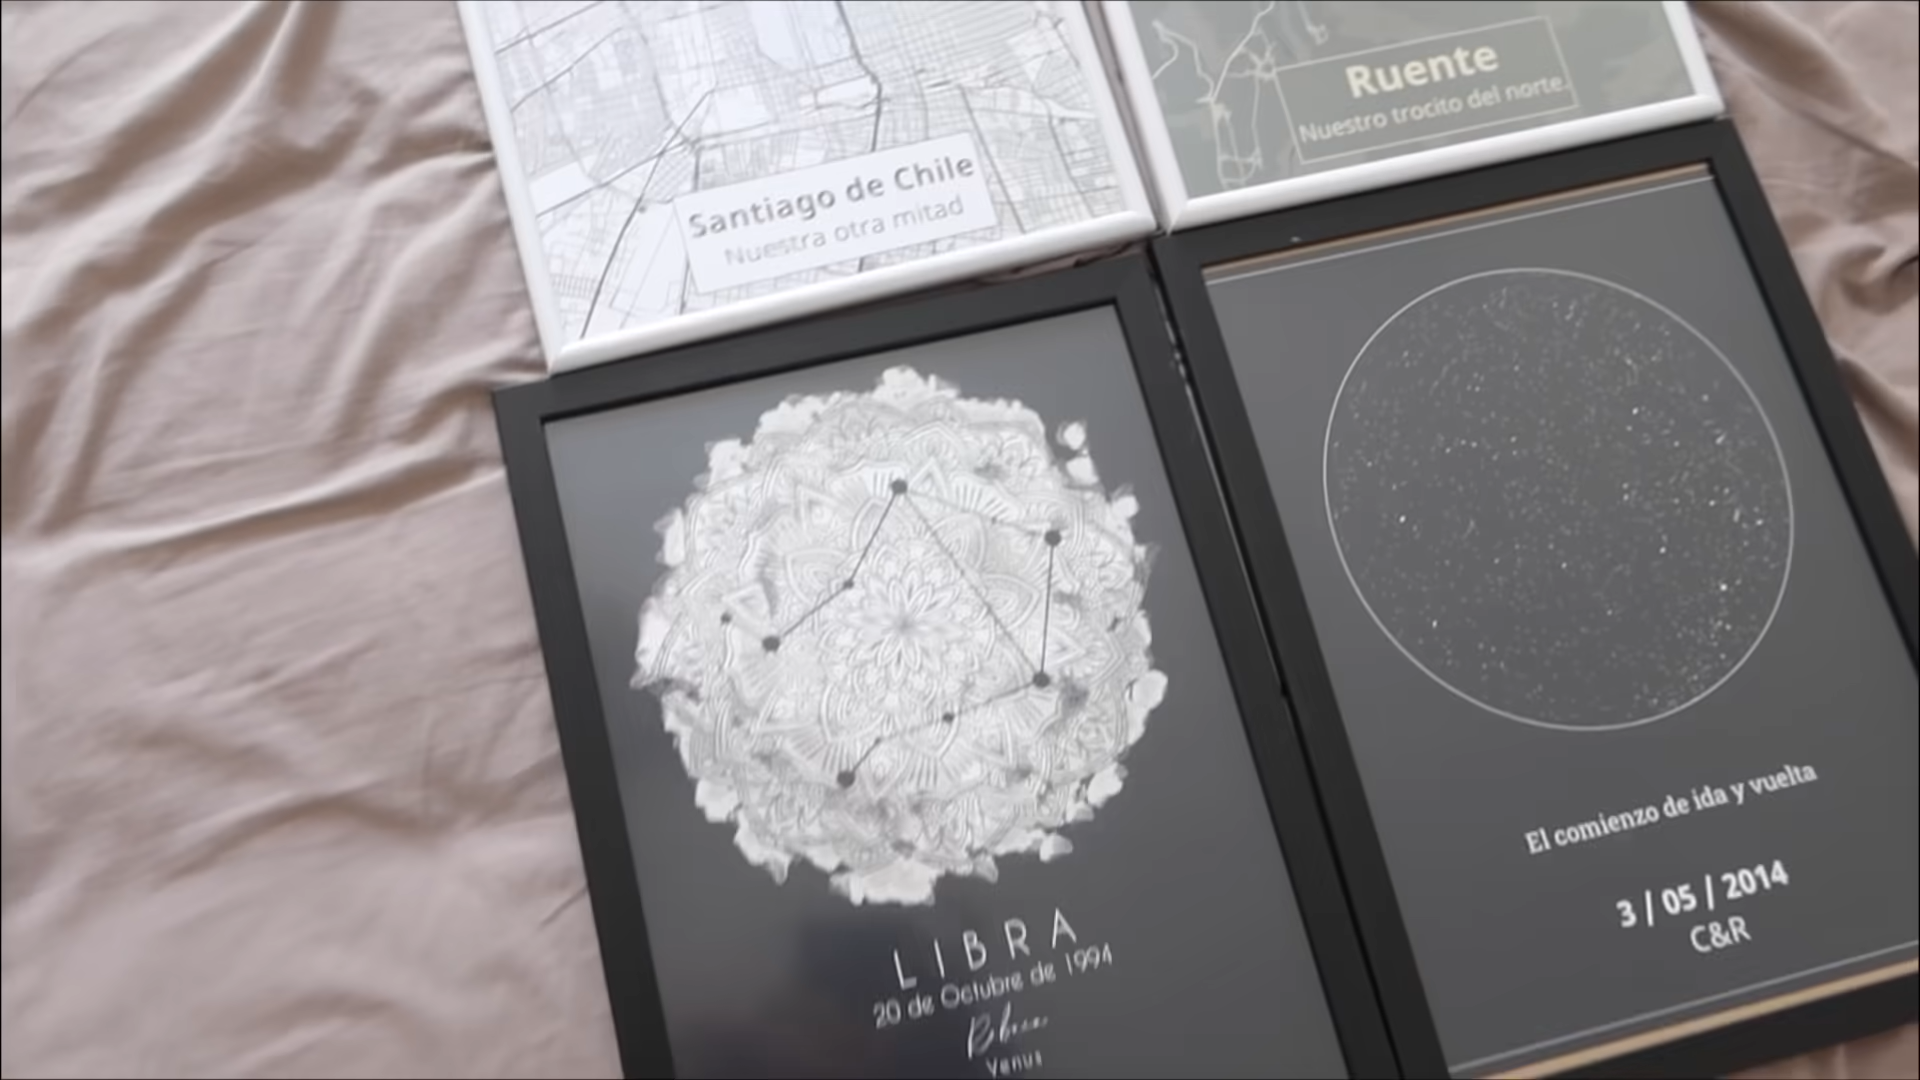 Santiago de Chile
Nuestra otra mitad
Ruente
Nuestro trocito del norte.
LIBRA
20 de Octubre de 1994
Venus
El comienzo de ida y vuelta
3 / 05 / 2014
C&R